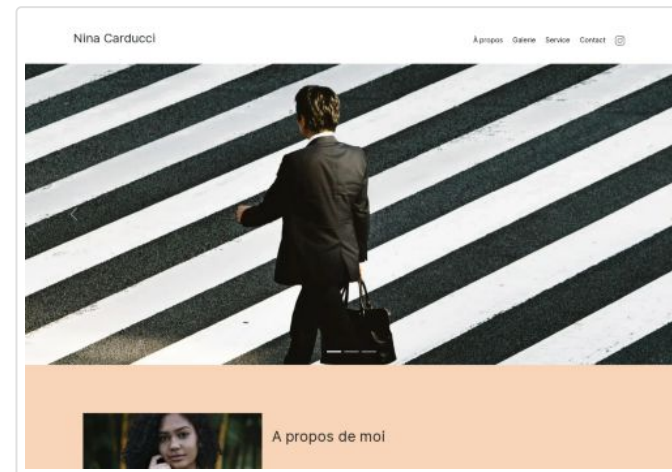 Nina Carducci
À propos Galerie Service Contact
A propos de moi